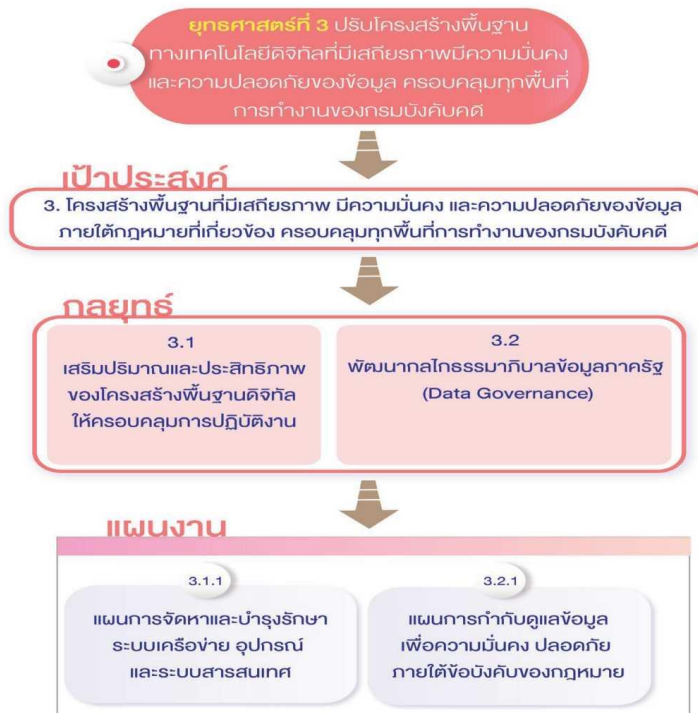 ยุทธศาสตร์ที่ 3 ปรับโครงสร้างพื้นฐาน
ทางเทคโนโลยีดิจิทัลที่มีเสถียรภาพมีความมั่นคง
และความปลอดภัยของข้อมูล ครอบคลุมทุกพื้นที่
การทำงานของกรมบังคับคดี
เป้าประสงค์
3. โครงสร้างพื้นฐานที่มีเสถียรภาพ มีความมั่นคง และความปลอดภัยของข้อมูล
ภายใต้กฎหมายที่เกี่ยวข้อง ครอบคลุมทุกพื้นที่การทำงานของกรมบังคับคดี
กลยุทธ์
3.1
เสริมปริมาณและประสิทธิภาพ
ของโครงสร้างพื้นฐานดิจิทัล
ให้ครอบคลุมการปฏิบัติงาน
3.2
พัฒนากลไกธรรมาภิบาลข้อมูลภาครัฐ
(Data Governance)
แผนงาน
3.1.1
แผนการจัดหาและบำรุงรักษา
ระบบเครือข่าย อุปกรณ์
และระบบสารสนเทศ
3.2.1
แผนการกำกับดูแลข้อมูล
เพื่อความมั่นคง ปลอดภัย
ภายใต้ข้อบังคับของกฎหมาย